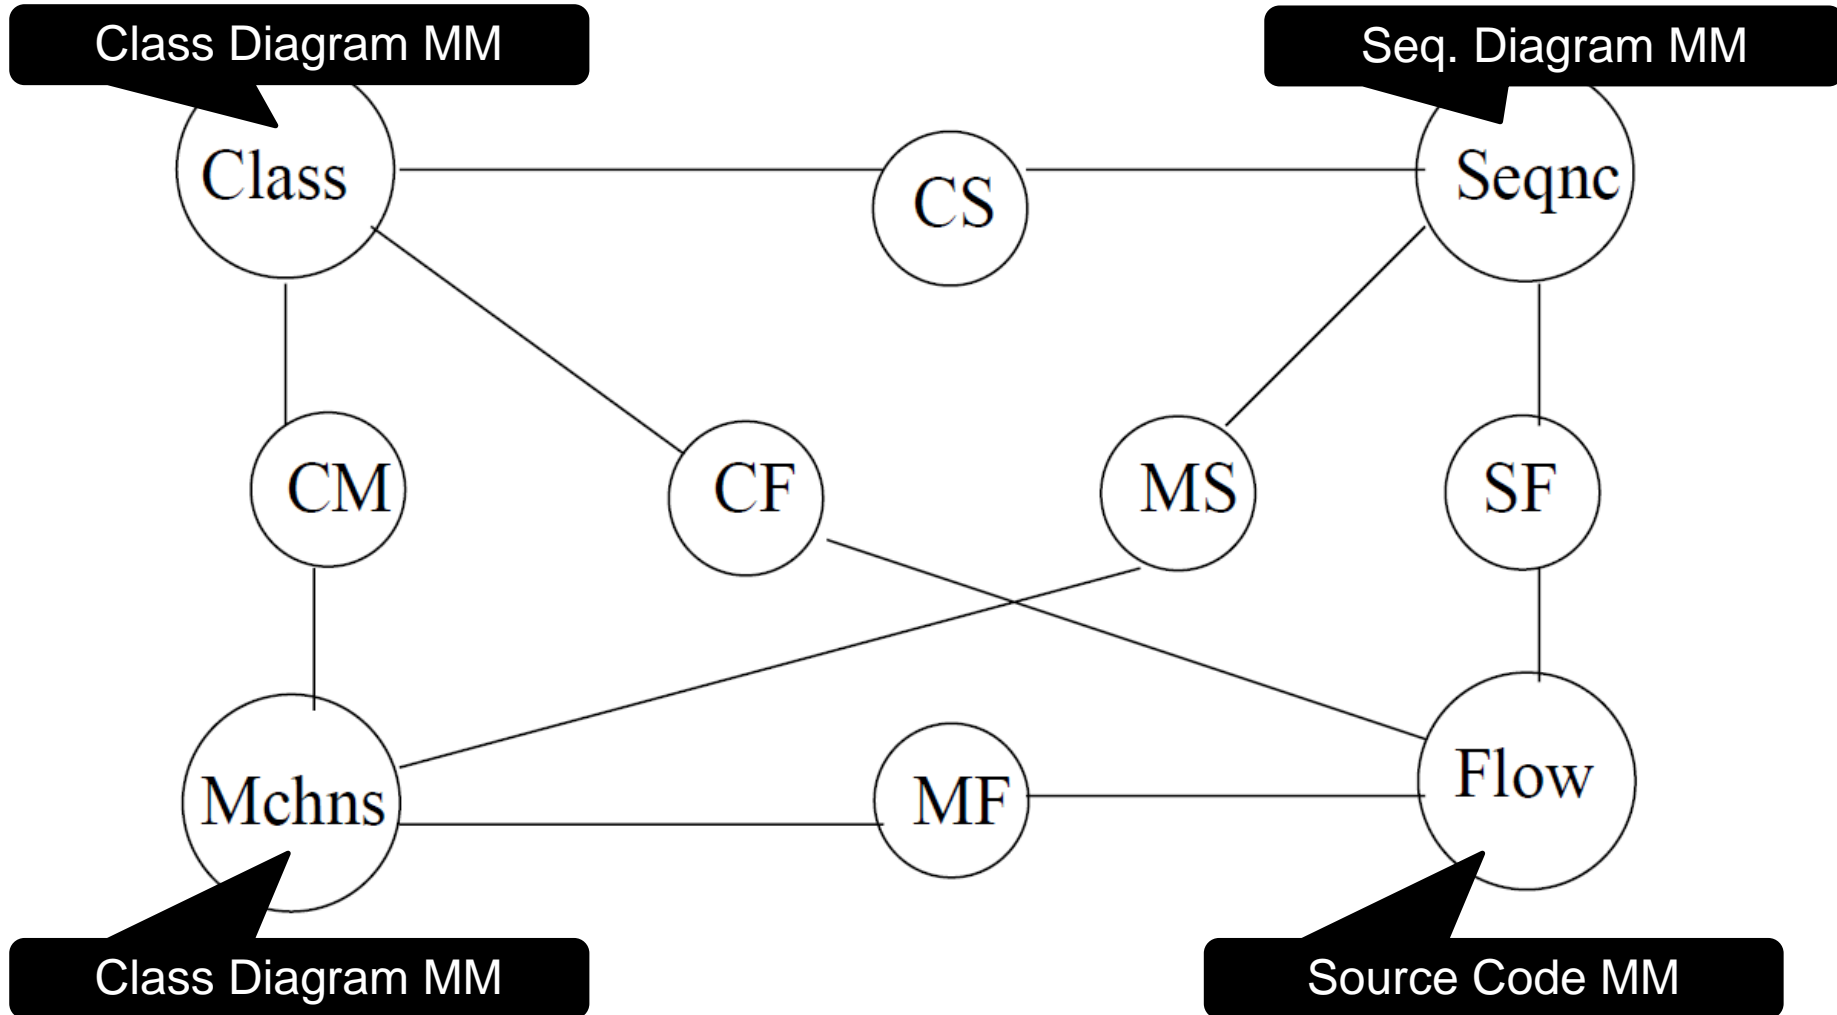 Class Diagram MM
Seq. Diagram MM
Class
CS
Seqnc
CM
CF
MS
SF
Mchns
MF
Flow
Class Diagram MM
Source Code MM